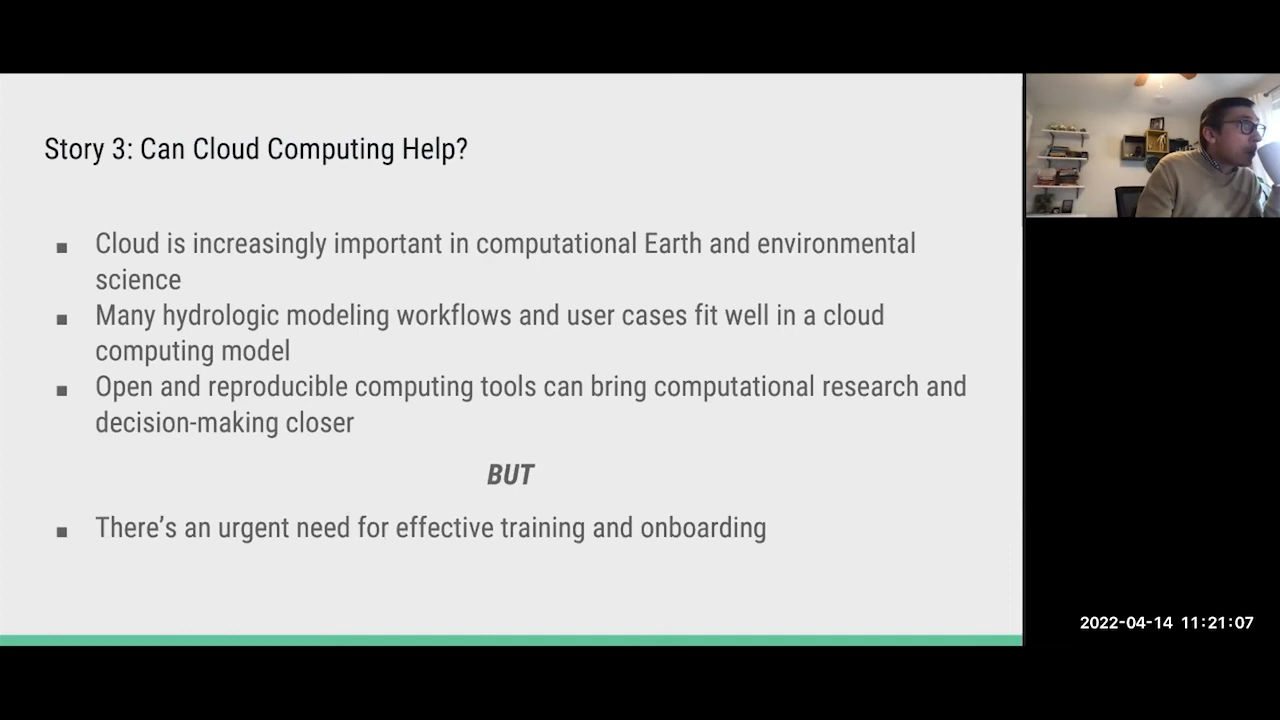 Story 3: Can Cloud Computing Help?
■ Cloud is increasingly important in computational Earth and environmental
science
■ Many hydrologic modeling workflows and user cases fit well in a cloud
computing model
■ Open and reproducible computing tools can bring computational research and
decision-making closer
BUT
■ There’s an urgent need for effective training and onboarding
2022-04-14 11:21:07